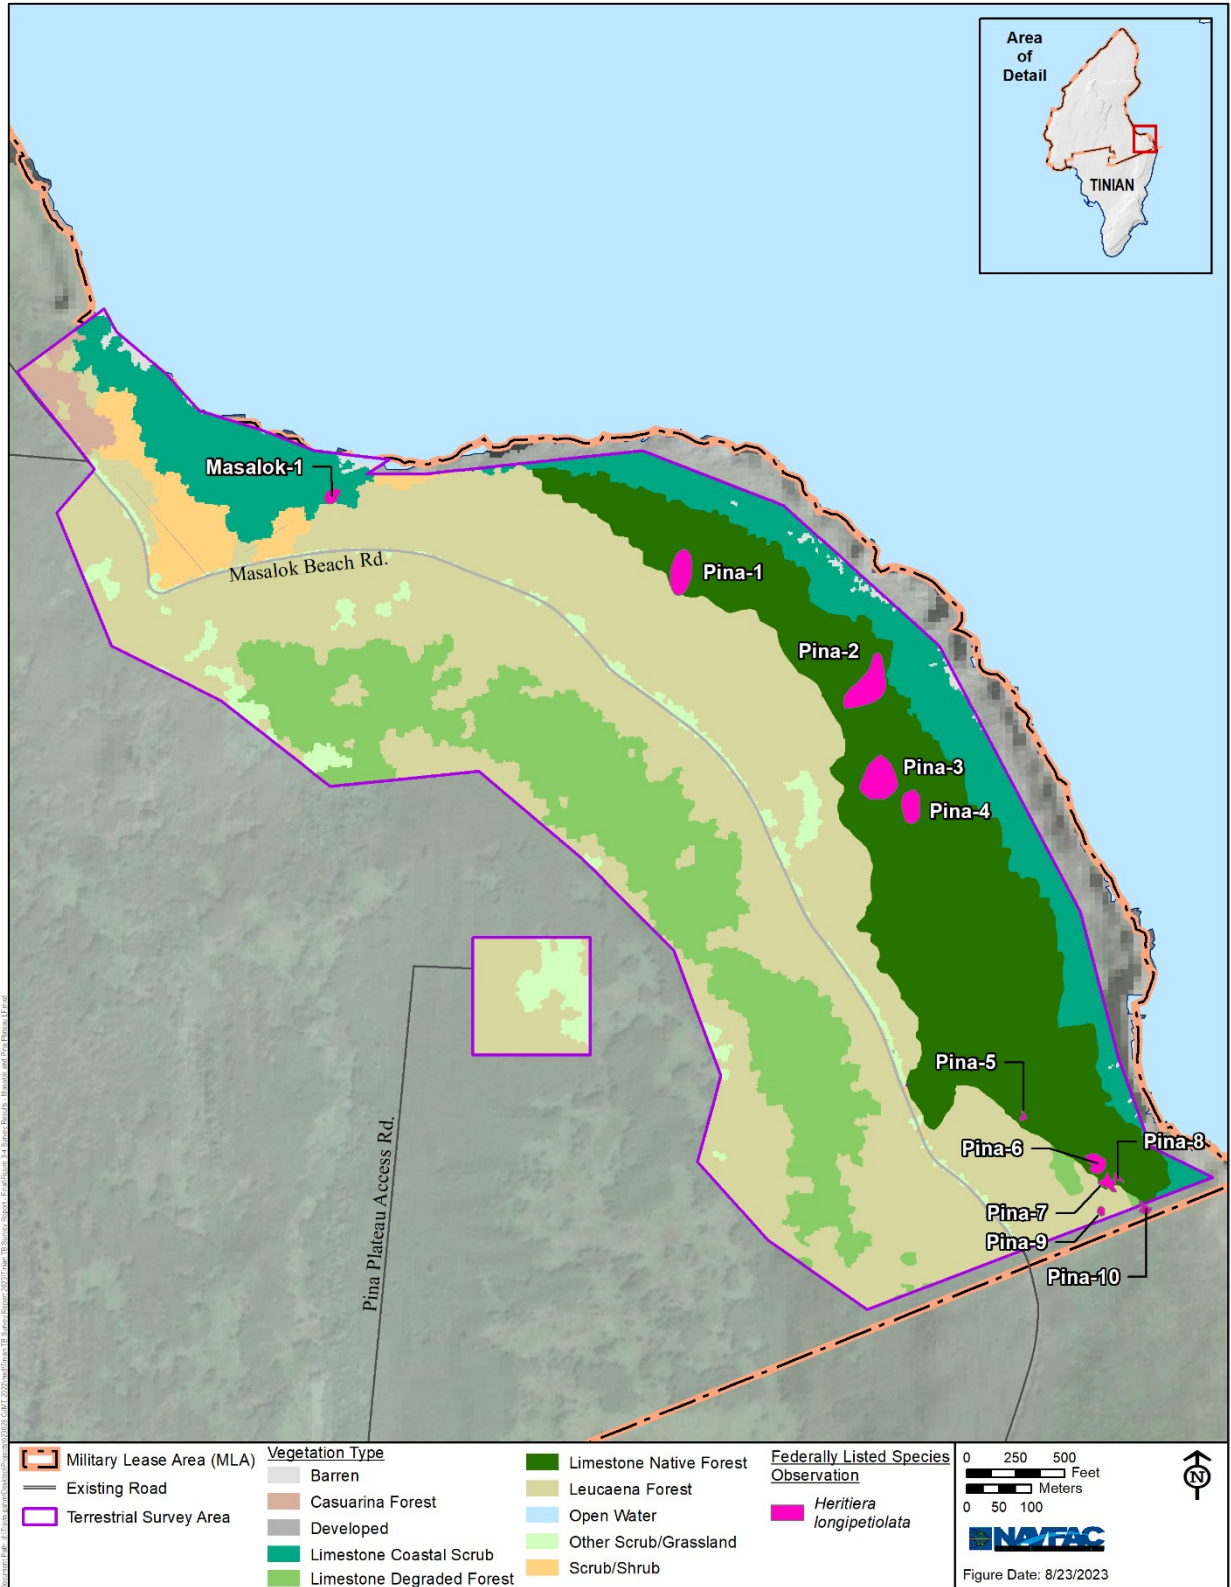 Area
of
Detail
TINIAN
Masalok-1
Masalok Beach Rd.
Pina-1
Pina-2
Pina-3
Pina-4
Pina-5
Pina-8
Pina-6
Pina-7
Pina-9
Pina-10
Pina Plateau Access Rd.
Military Lease Area (MLA)
Existing Road
Terrestrial Survey Area
Vegetation Type
Barren
Casuarina Forest
Developed
Limestone Coastal Scrub
Limestone Degraded Forest
Limestone Native Forest
Leucaena Forest
Open Water
Other Scrub/Grassland
Scrub/Shrub
Federally Listed Species
Observation
Heritiera
longipetiolata
0 250 500
Feet
Meters
0 50 100
N
NAVFAC
Figure Date: 8/23/2023